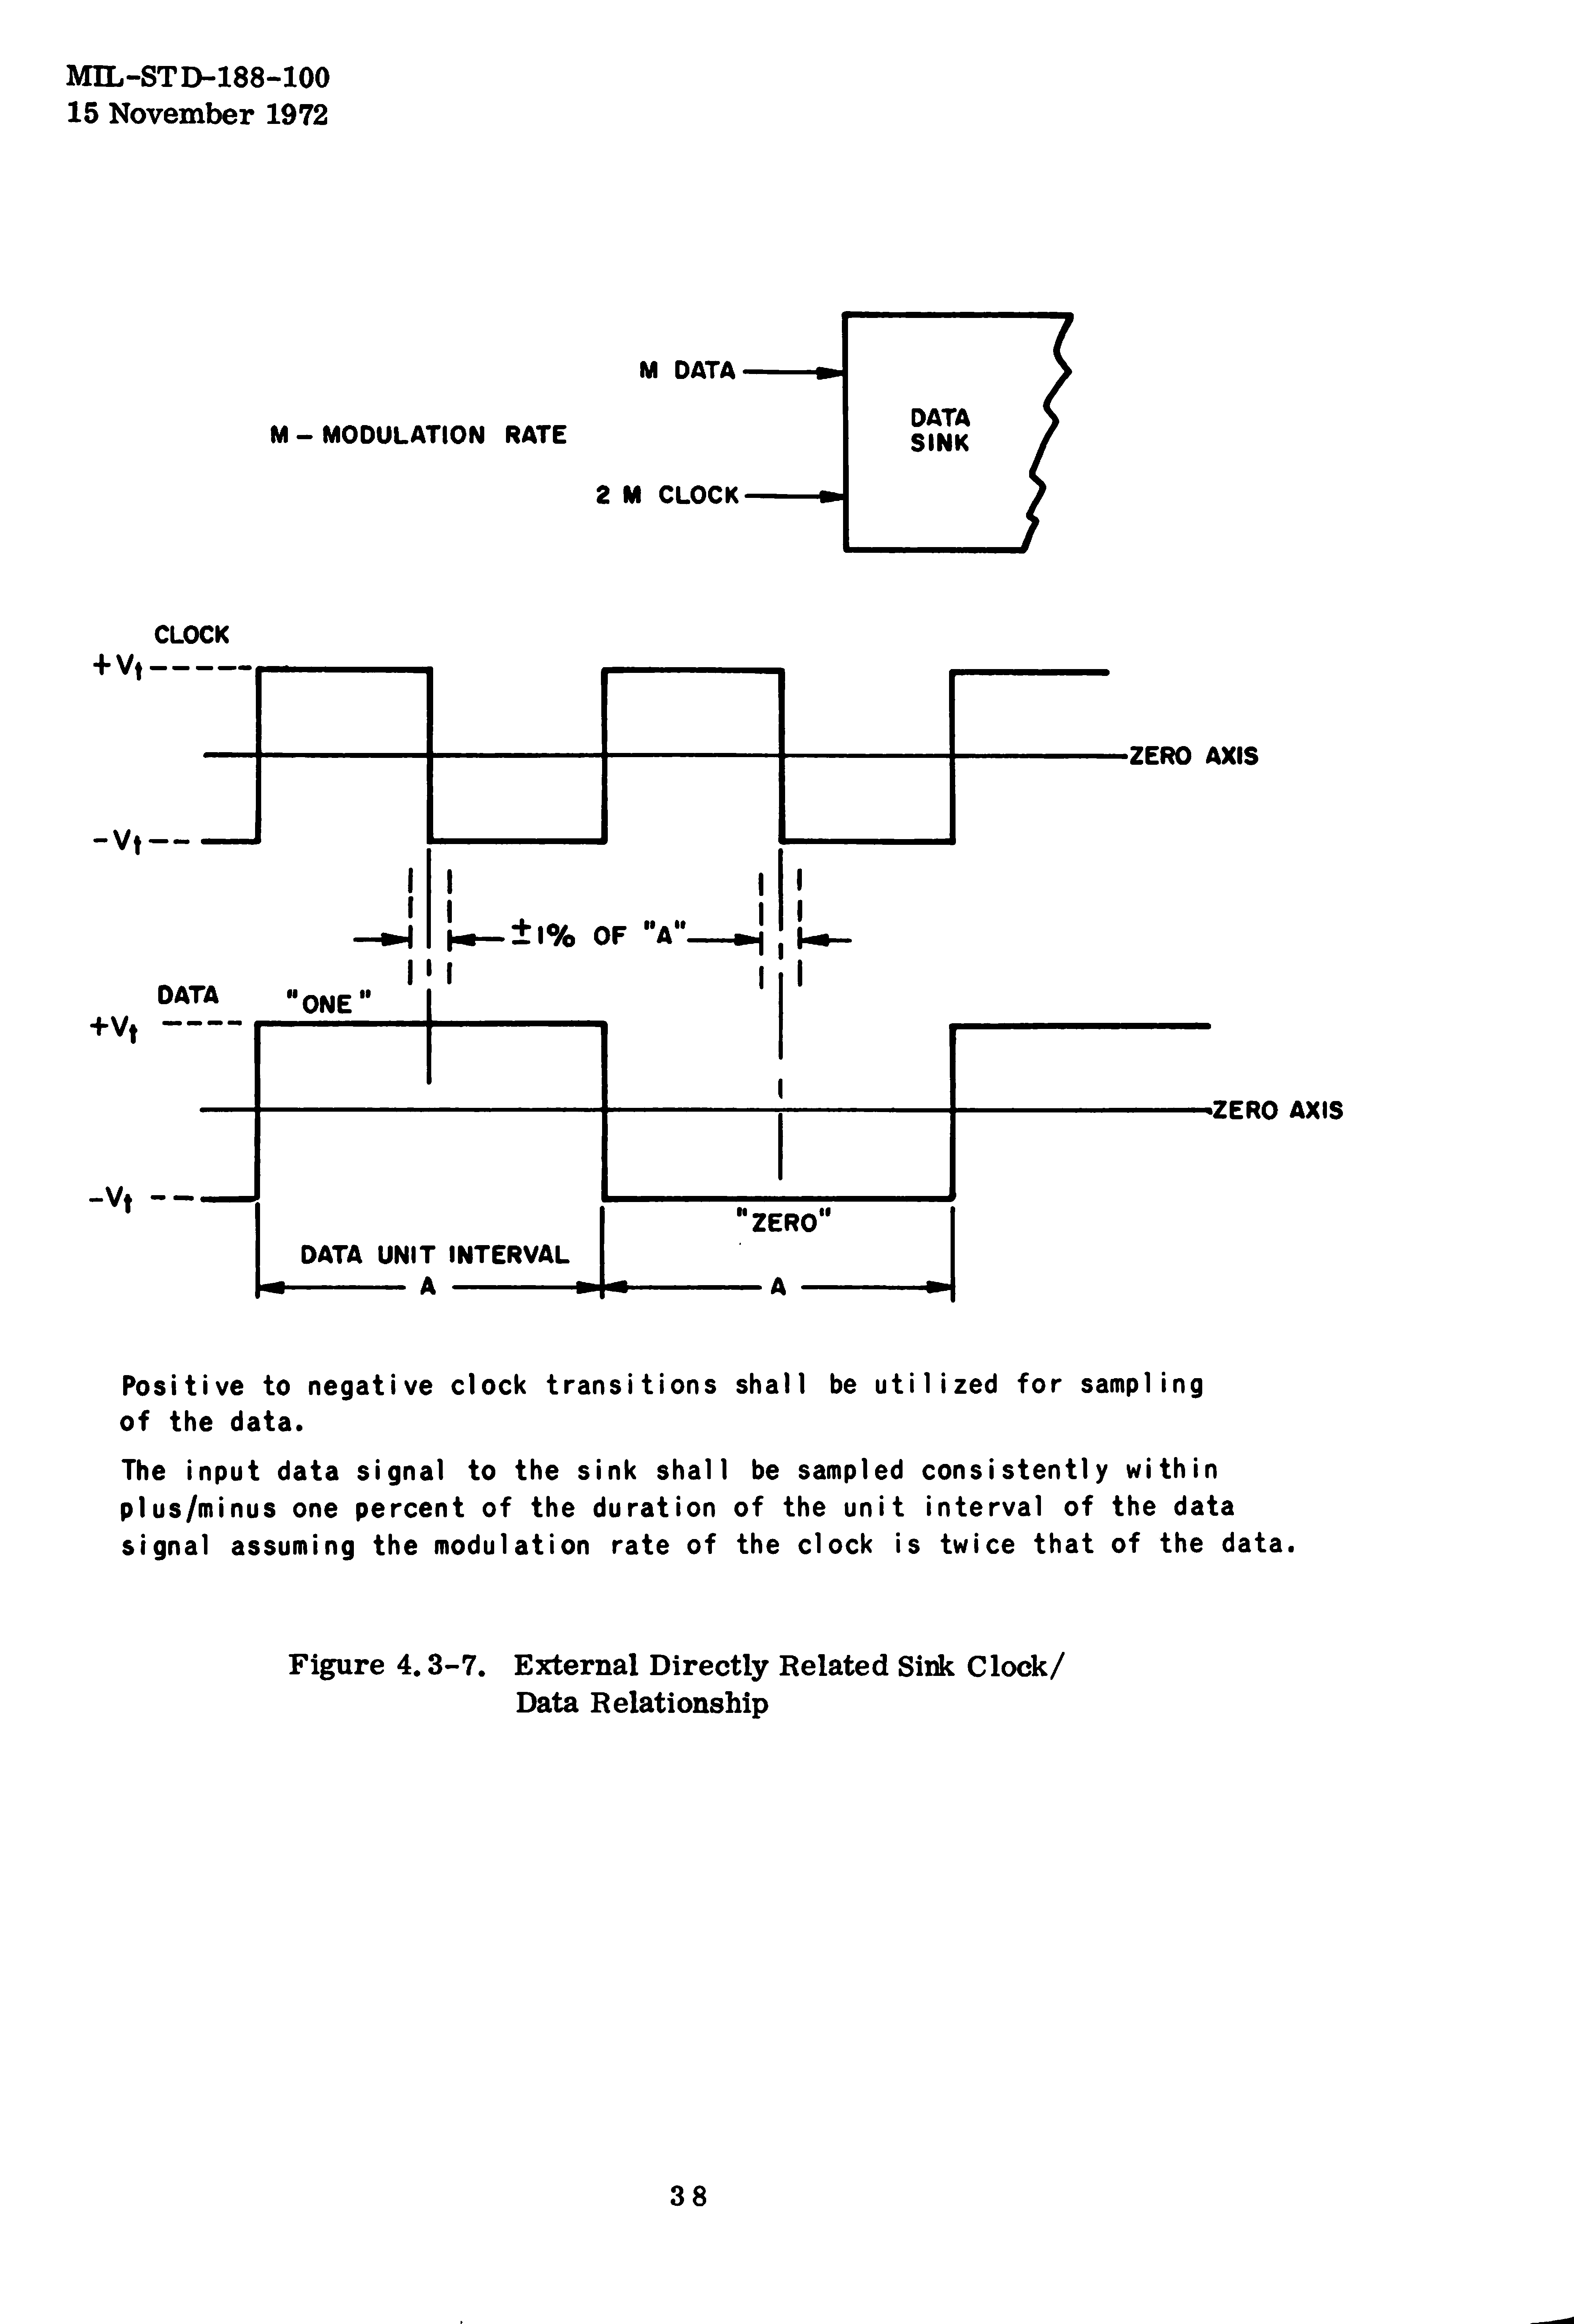 MIL-STD-188-100
15 November 1972
M DATA
DATA
SINK
M - MODULATION RATE
2 M CLOCK
CLOCK
+Vt
ZERO AXIS
-Vt
±1% OF "A"
DATA
"ONE"
+Vt
ZERO AXIS
-Vt
"ZERO"
DATA UNIT INTERVAL
A A
Positive to negative clock transitions shall be utilized for sampling
of the data.
The input data signal to the sink shall be sampled consistently within
plus/minus one percent of the duration of the unit interval of the data
signal assuming the modulation rate of the clock is twice that of the data.
Figure 4.3-7. External Directly Related Sink Clock/
Data Relationship
38